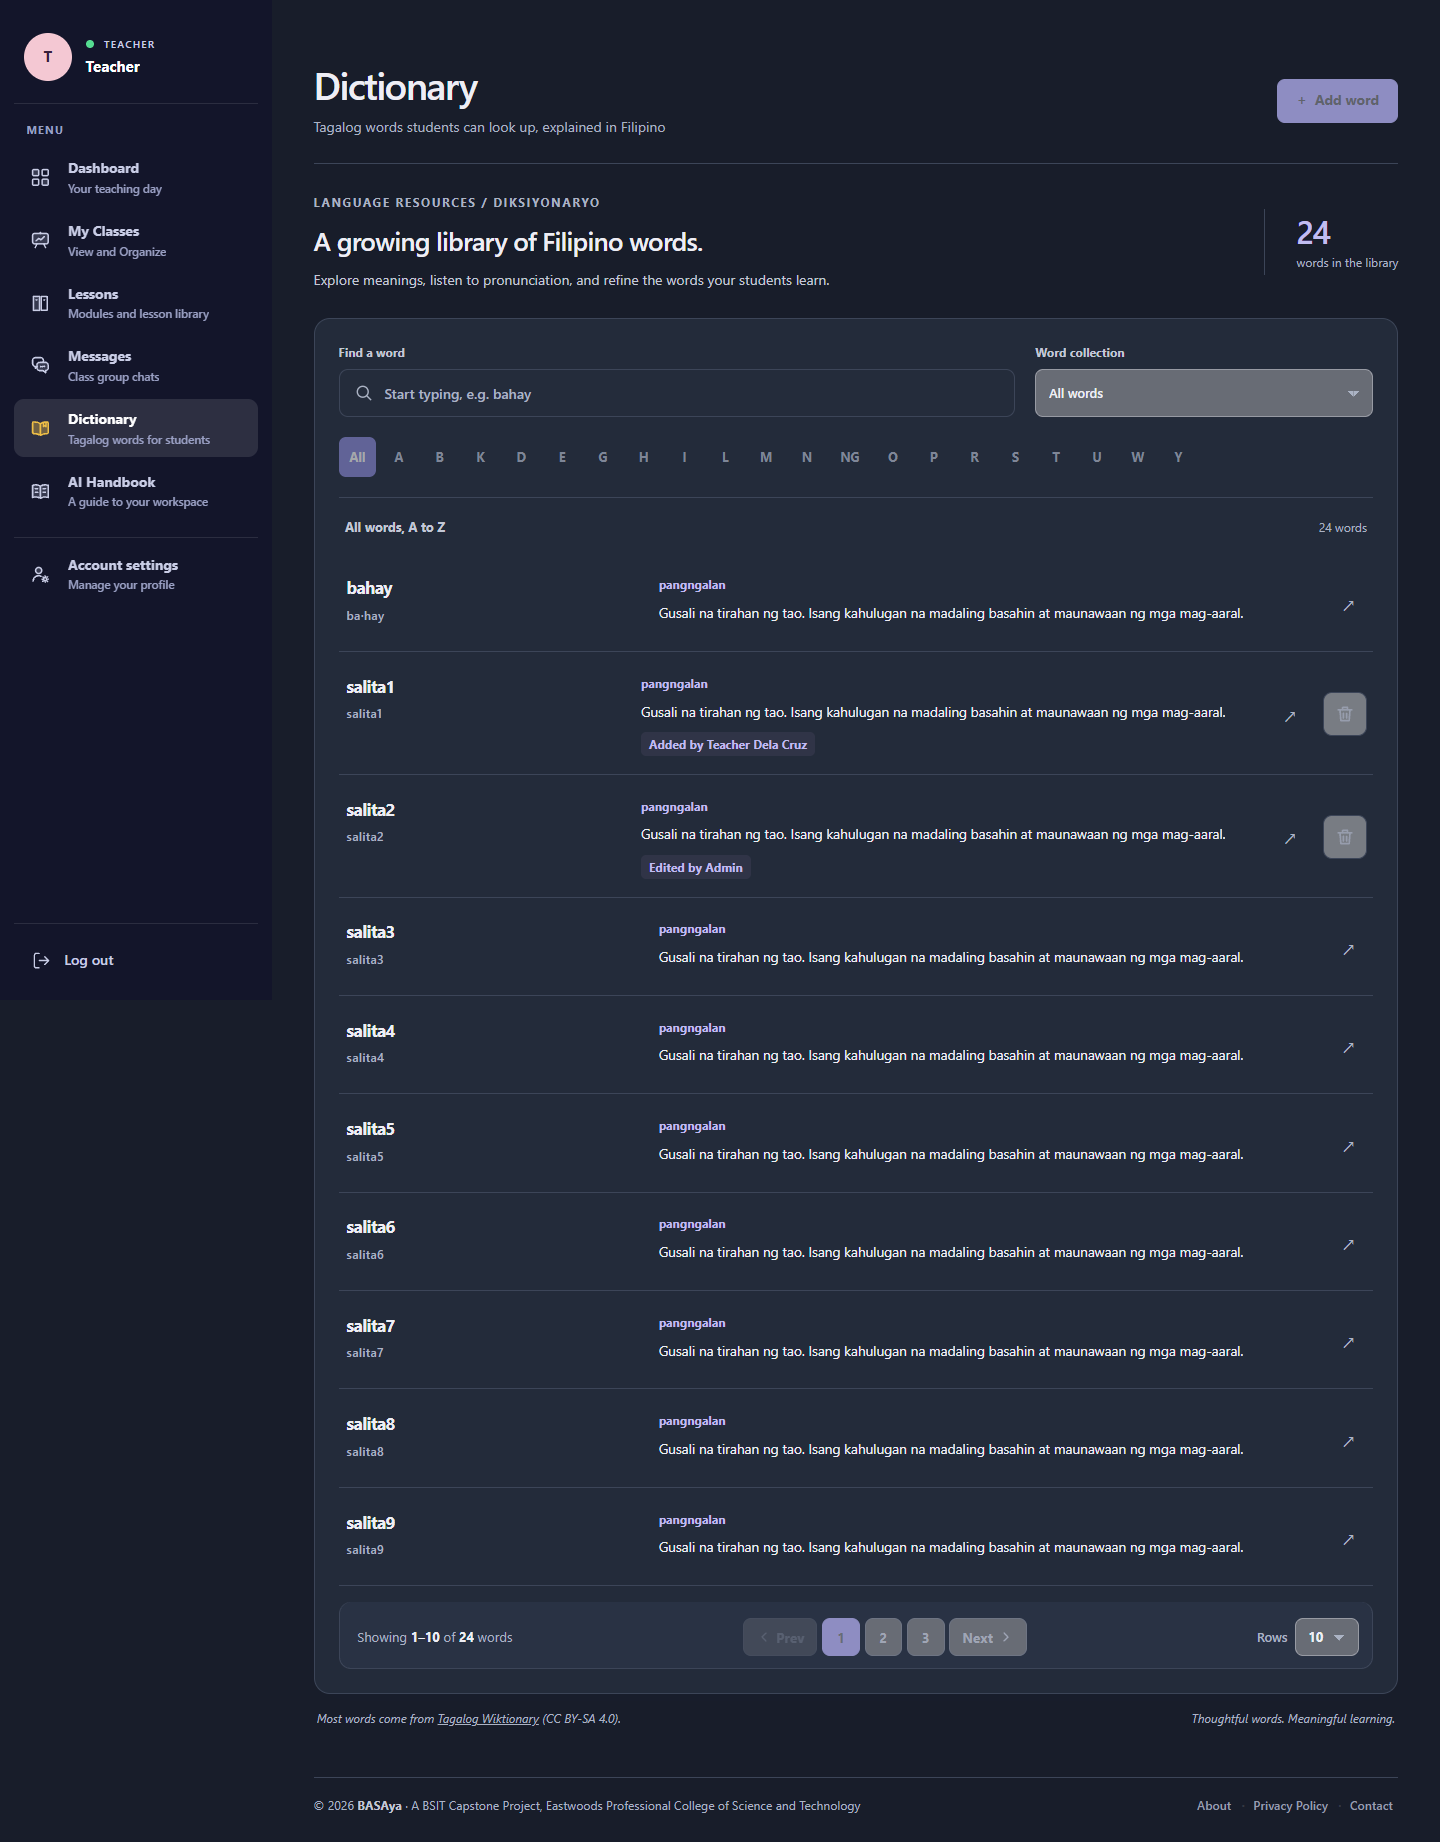 T
TEACHER
Teacher
MENU
Dashboard
Your teaching day
My Classes
View and Organize
Lessons
Modules and lesson library
Messages
Class group chats
Dictionary
Tagalog words for students
AI Handbook
A guide to your workspace
Account settings
Manage your profile
Log out
Dictionary
Tagalog words students can look up, explained in Filipino
+ Add word
LANGUAGE RESOURCES / DIKSIYONARYO
A growing library of Filipino words.
Explore meanings, listen to pronunciation, and refine the words your students learn.
24
words in the library
Find a word
Start typing, e.g. bahay
Word collection
All words
All A B K D E G H I L M N NG O P R S T U W Y
All words, A to Z
24 words
bahay
ba·hay
pangngalan
Gusali na tirahan ng tao. Isang kahulugan na madaling basahin at maunawaan ng mga mag-aaral.
salita1
salita1
pangngalan
Gusali na tirahan ng tao. Isang kahulugan na madaling basahin at maunawaan ng mga mag-aaral.
Added by Teacher Dela Cruz
salita2
salita2
pangngalan
Gusali na tirahan ng tao. Isang kahulugan na madaling basahin at maunawaan ng mga mag-aaral.
Edited by Admin
salita3
salita3
pangngalan
Gusali na tirahan ng tao. Isang kahulugan na madaling basahin at maunawaan ng mga mag-aaral.
salita4
salita4
pangngalan
Gusali na tirahan ng tao. Isang kahulugan na madaling basahin at maunawaan ng mga mag-aaral.
salita5
salita5
pangngalan
Gusali na tirahan ng tao. Isang kahulugan na madaling basahin at maunawaan ng mga mag-aaral.
salita6
salita6
pangngalan
Gusali na tirahan ng tao. Isang kahulugan na madaling basahin at maunawaan ng mga mag-aaral.
salita7
salita7
pangngalan
Gusali na tirahan ng tao. Isang kahulugan na madaling basahin at maunawaan ng mga mag-aaral.
salita8
salita8
pangngalan
Gusali na tirahan ng tao. Isang kahulugan na madaling basahin at maunawaan ng mga mag-aaral.
salita9
salita9
pangngalan
Gusali na tirahan ng tao. Isang kahulugan na madaling basahin at maunawaan ng mga mag-aaral.
Showing 1–10 of 24 words
Prev 1 2 3 Next
Rows 10
Most words come from Tagalog Wiktionary (CC BY-SA 4.0).
Thoughtful words. Meaningful learning.
© 2026 BASAya · A BSIT Capstone Project, Eastwoods Professional College of Science and Technology
About · Privacy Policy · Contact